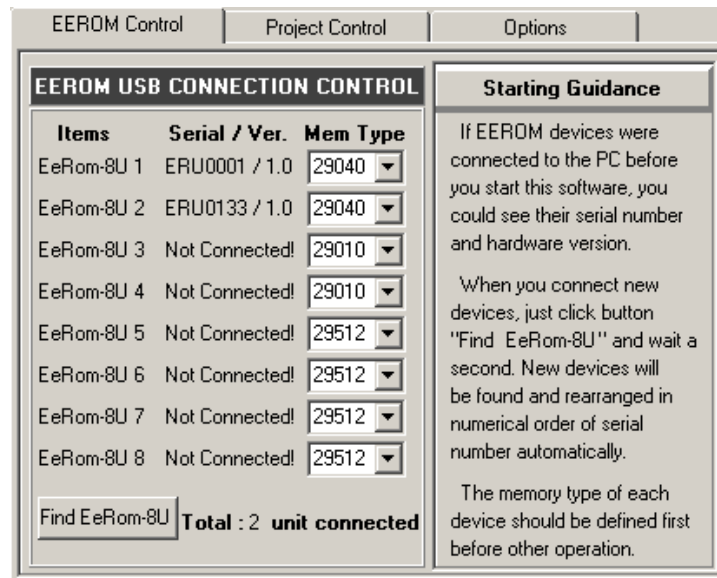 EEROM Control Project Control Options
EEROM USB CONNECTION CONTROL
Items Serial / Ver. Mem Type
EeRom-8U 1 ERU0001 / 1.0 29040
EeRom-8U 2 ERU0133 / 1.0 29040
EeRom-8U 3 Not Connected! 29010
EeRom-8U 4 Not Connected! 29010
EeRom-8U 5 Not Connected! 29512
EeRom-8U 6 Not Connected! 29512
EeRom-8U 7 Not Connected! 29512
EeRom-8U 8 Not Connected! 29512
Find EeRom-8U Total : 2 unit connected
Starting Guidance
If EEROM devices were
connected to the PC before
you start this software, you
could see their serial number
and hardware version.
When you connect new
devices, just click button
"Find EeRom-8U" and wait a
second. New devices will
be found and rearranged in
numerical order of serial
number automatically.
The memory type of each
device should be defined first
before other operation.